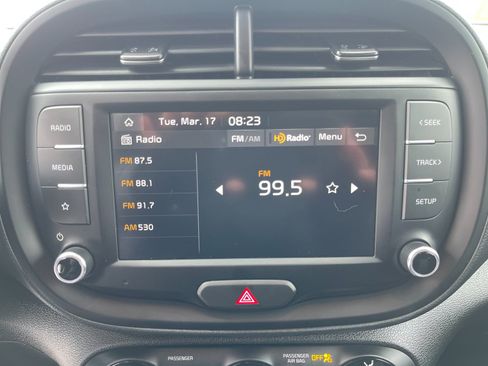 Tue, Mar. 17 08:23
RADIO
Radio FM/AM HD Radio Menu
< SEEK
FM 87.5
MEDIA
FM 88.1
FM
99.5
TRACK >
FM 91.7
AM 530
SETUP
PASSENGER
PASSENGER
AIR BAG
OFF